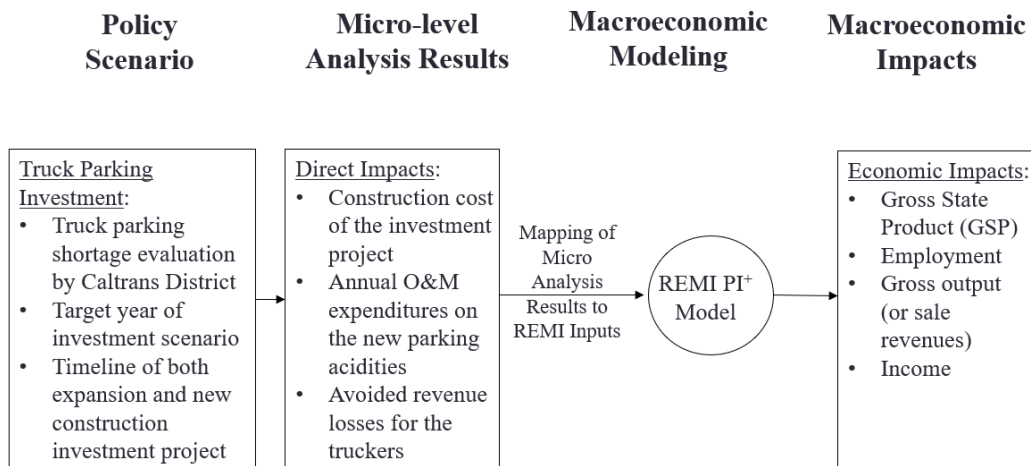 Policy
Scenario
Micro-level
Analysis Results
Macroeconomic
Modeling
Macroeconomic
Impacts
Truck Parking
Investment:
• Truck parking
shortage evaluation
by Caltrans District
• Target year of
investment scenario
• Timeline of both
expansion and new
construction
investment project
Direct Impacts:
• Construction cost
of the investment
project
• Annual O&M
expenditures on
the new parking
acidities
• Avoided revenue
losses for the
truckers
Mapping of
Micro
Analysis
Results to
REMI Inputs
REMI PI⁺
Model
Economic Impacts:
• Gross State
Product (GSP)
• Employment
• Gross output
(or sale
revenues)
• Income